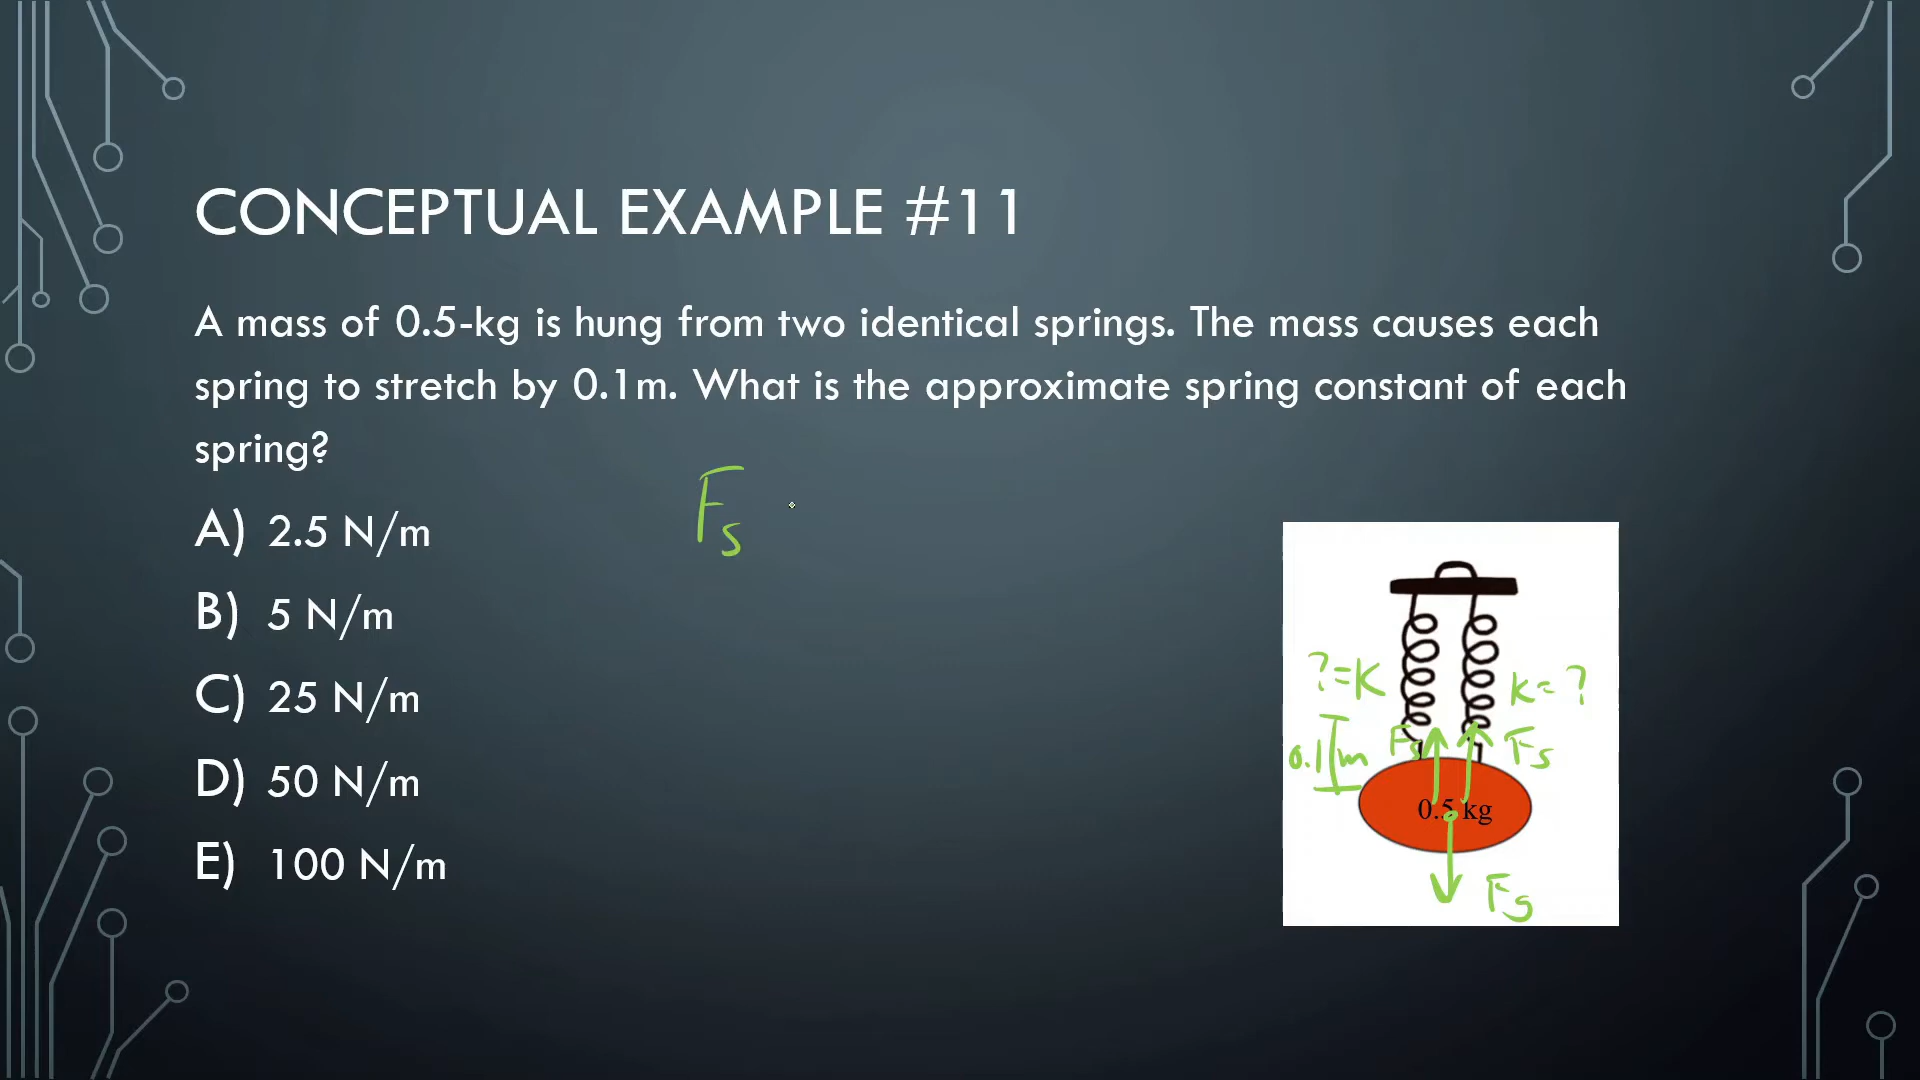 CONCEPTUAL EXAMPLE #11
A mass of 0.5-kg is hung from two identical springs. The mass causes each
spring to stretch by 0.1m. What is the approximate spring constant of each
spring?
Fs
A) 2.5 N/m
B) 5 N/m
C) 25 N/m
D) 50 N/m
E) 100 N/m
?=K
K=?
0.1 m
Fs
Fs
0.5 kg
Fg